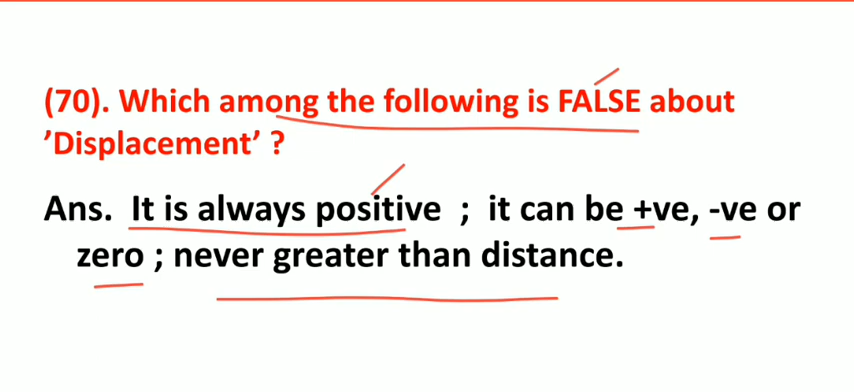 (70). Which among the following is FALSE about
’Displacement’ ?
Ans. It is always positive ; it can be +ve, -ve or
zero ; never greater than distance.